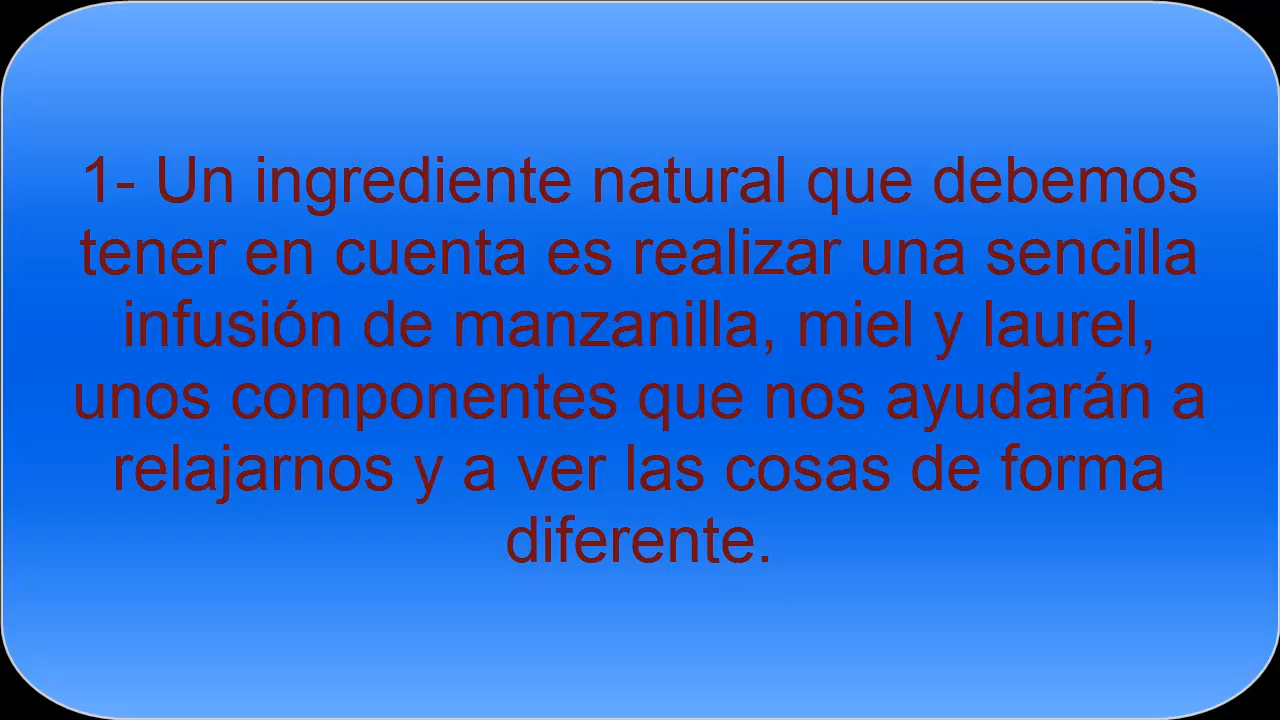 1- Un ingrediente natural que debemos
tener en cuenta es realizar una sencilla
infusión de manzanilla, miel y laurel,
unos componentes que nos ayudarán a
relajarnos y a ver las cosas de forma
diferente.